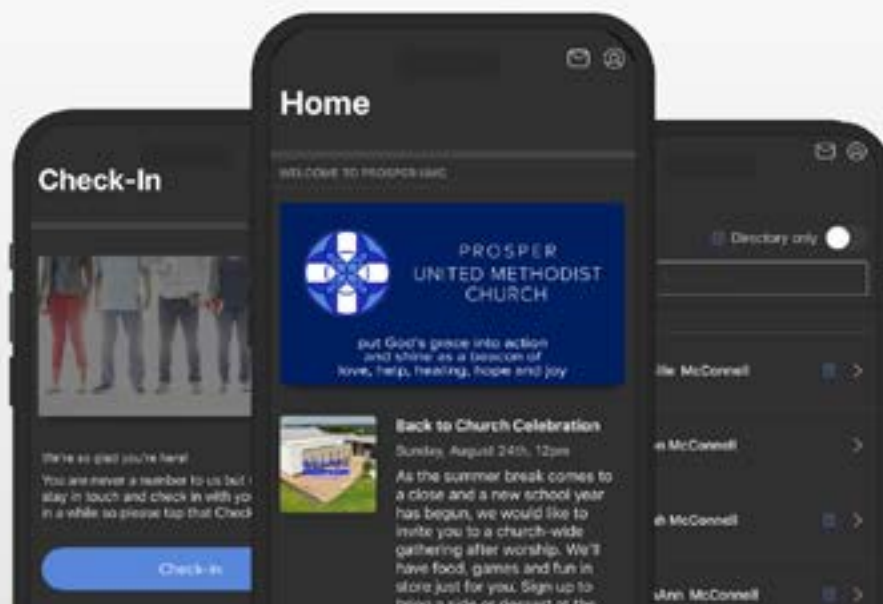 Check-In
We're so glad you're here!
You are never a number to us but
stay in touch and check in with
in a while so please tap that Check
Check-in
Home
WELCOME TO PROSPER UMC
PROSPER
UNITED METHODIST
CHURCH
put God's grace into action
and shine as a beacon of
love, help, healing, hope and joy
Back to Church Celebration
Sunday, August 24th, 12pm
As the summer break comes to
a close and a new school year
has begun, we would like to
invite you to a church-wide
gathering after worship. We'll
have food, games and fun in
store just for you. Sign up to
Directory only
McConnell
McConnell
McConnell
McConnell